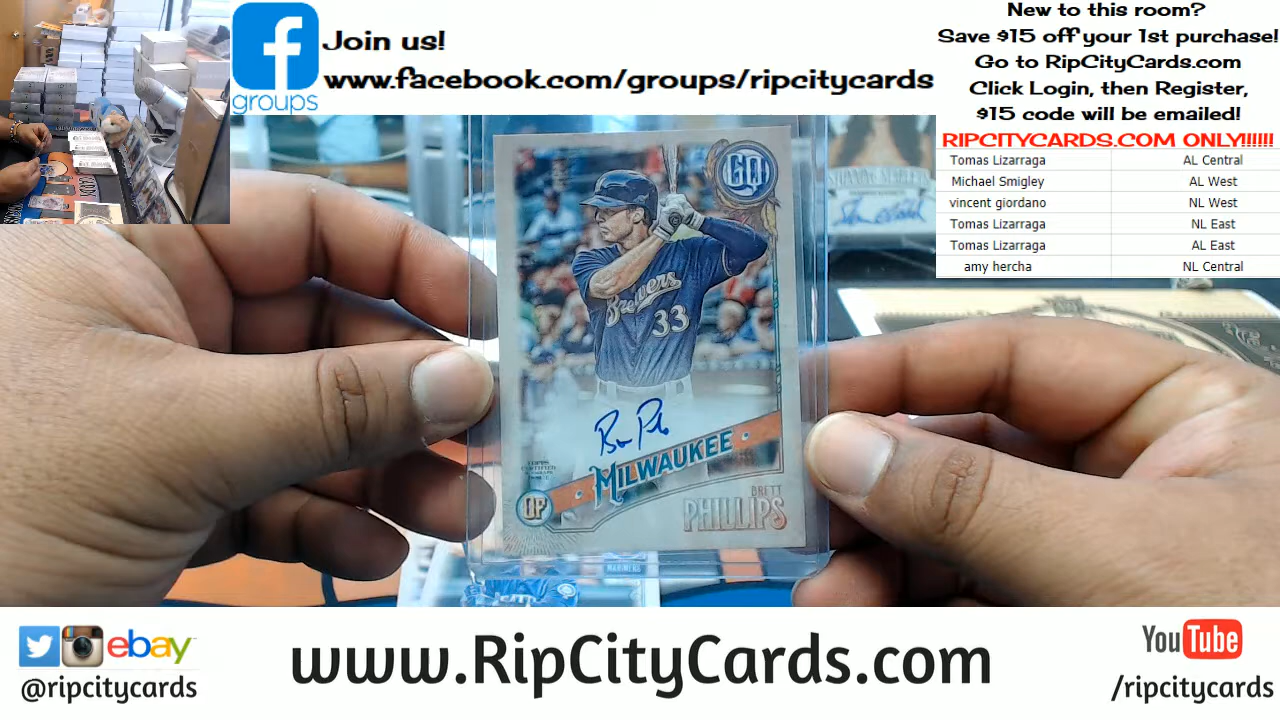 Join us!
www.facebook.com/groups/ripcitycards
groups
New to this room?
Save $15 off your 1st purchase!
Go to RipCityCards.com
Click Login, then Register,
$15 code will be emailed!
RIPCITYCARDS.COM ONLY!!!!!!
Tomas Lizarraga AL Central
Michael Smigley AL West
vincent giordano NL West
Tomas Lizarraga NL East
Tomas Lizarraga AL East
amy hercha NL Central
GQ
Brewers
33
MILWAUKEE
OF
BRETT
PHILLIPS
MARINERS
ebay
@ripcitycards
www.RipCityCards.com
YouTube
/ripcitycards